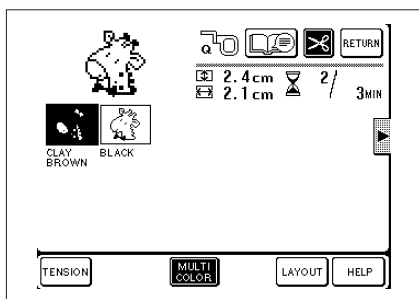 Q
RETURN
2.4cm 2/
2.1cm 3MIN
CLAY
BROWN
BLACK
TENSION
MULTI
COLOR
LAYOUT
HELP